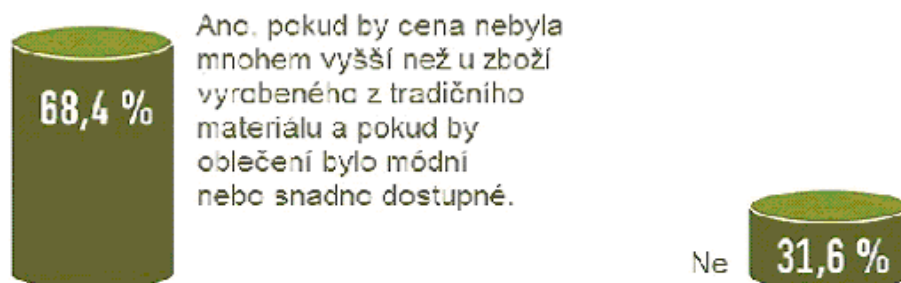 Ano, pokud by cena nebyla
mnohem vyšší než u zboží
vyrobeného z tradičního
materiálu a pokud by
oblečení bylo módní
nebo snadno dostupné.
68,4 %
Ne
31,6 %